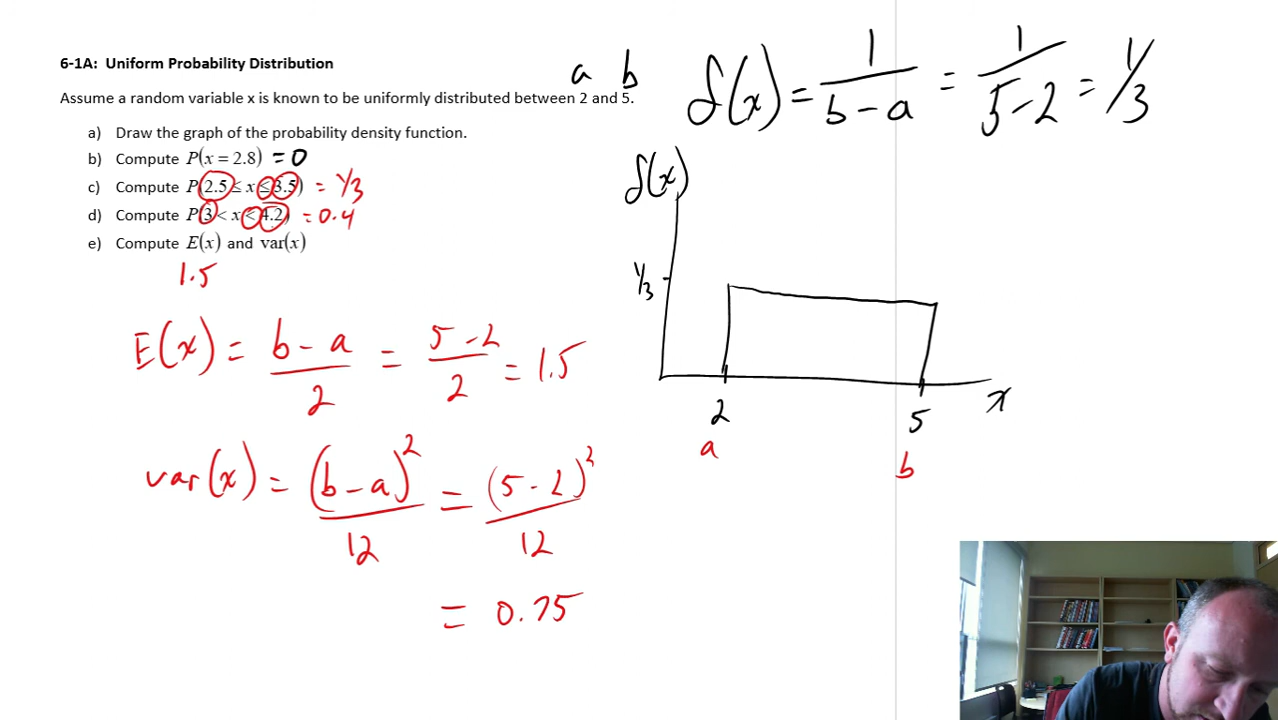 6-1A: Uniform Probability Distribution
a b
Assume a random variable x is known to be uniformly distributed between 2 and 5.
f(x) = 1/(b-a) = 1/(5-2) = 1/3
a) Draw the graph of the probability density function.
b) Compute P(x = 2.8) = 0
c) Compute P(2.5 ≤ x ≤ 3.5) = 1/3
d) Compute P(3 < x < 4.2) = 0.4
e) Compute E(x) and var(x)
1.5
E(x) = b-a/2 = 5-2/2 = 1.5
var(x) = (b-a)²/12 = (5-2)²/12
= 0.75
f(x)
1/3
2 5 x
a b